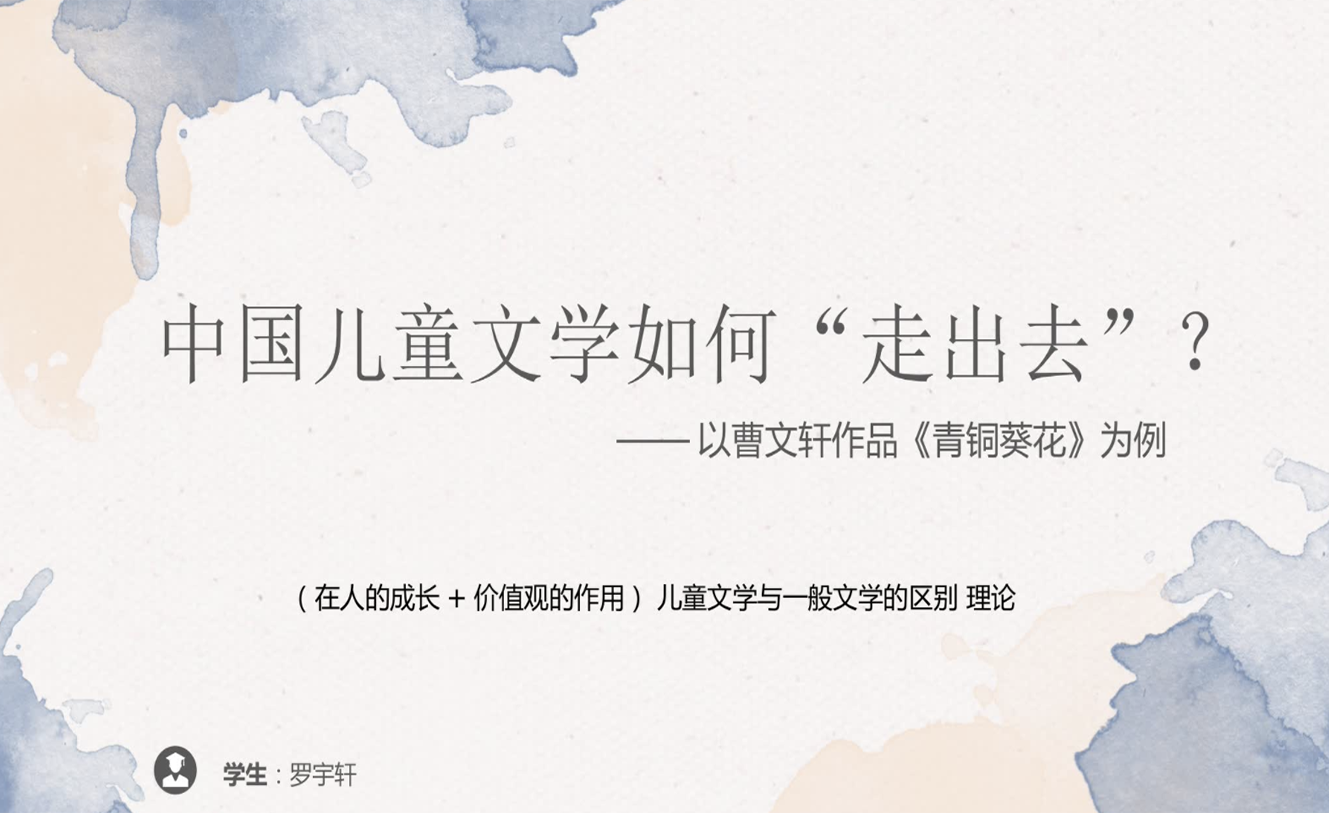 中国儿童文学如何“走出去”?
——以曹文轩作品《青铜葵花》为例
(在人的成长 + 价值观的作用) 儿童文学与一般文学的区别 理论
学生:罗宇轩